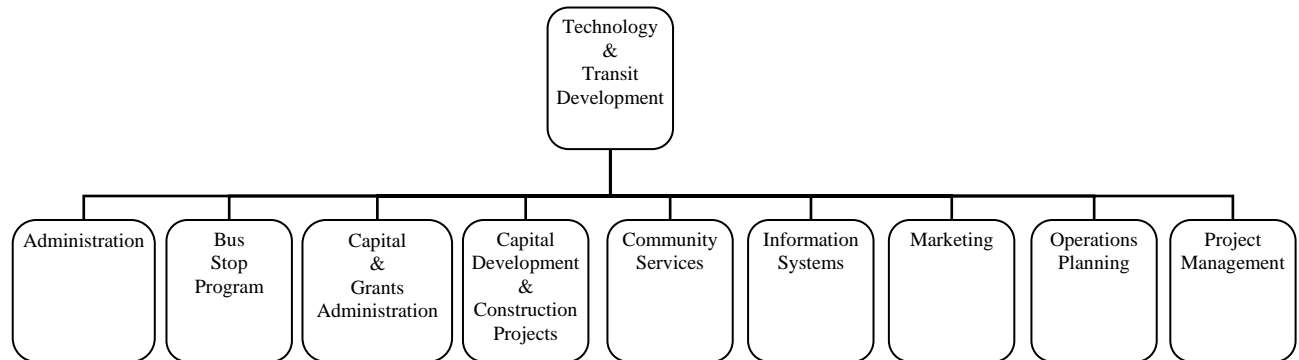 Technology
&
Transit
Development
Administration
Bus
Stop
Program
Capital
&
Grants
Administration
Capital
Development
&
Construction
Projects
Community
Services
Information
Systems
Marketing
Operations
Planning
Project
Management